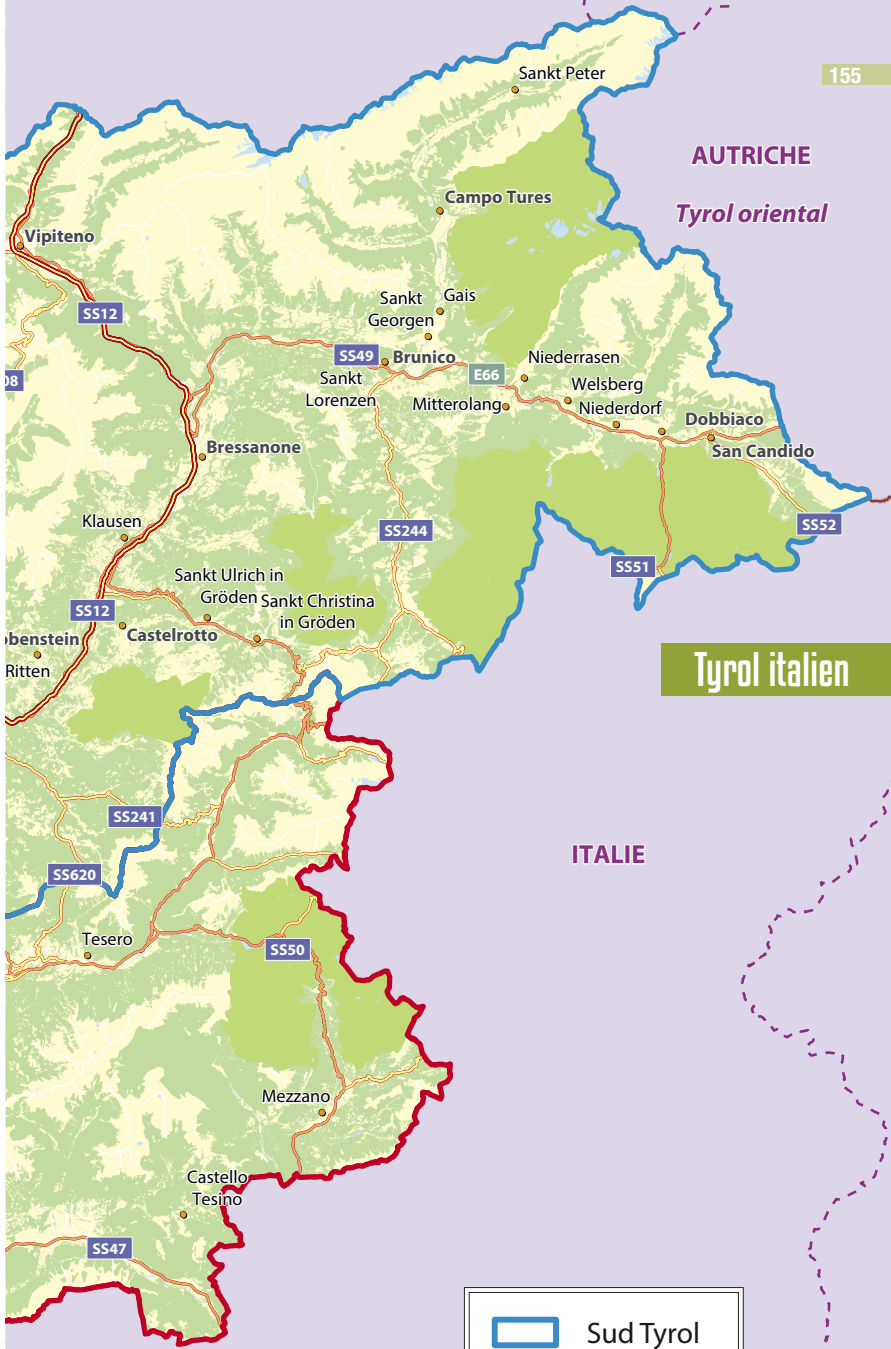 Sankt Peter
155
AUTRICHE
Campo Tures
Tyrol oriental
Vipiteno
Sankt
Georgen
Gais
SS12
SS49
Brunico
Niederrasen
E66
Sankt
Lorenzen
Welsberg
Mitterolang
Niederdorf
Dobbiaco
San Candido
Bressanone
Klausen
SS244
SS52
SS51
Sankt Ulrich in
Gröden
Sankt Christina
in Gröden
SS12
Castelrotto
obenstein
Ritten
Tyrol italien
SS241
ITALIE
SS620
Tesero
SS50
Mezzano
Castello
Tesino
SS47
Sud Tyrol